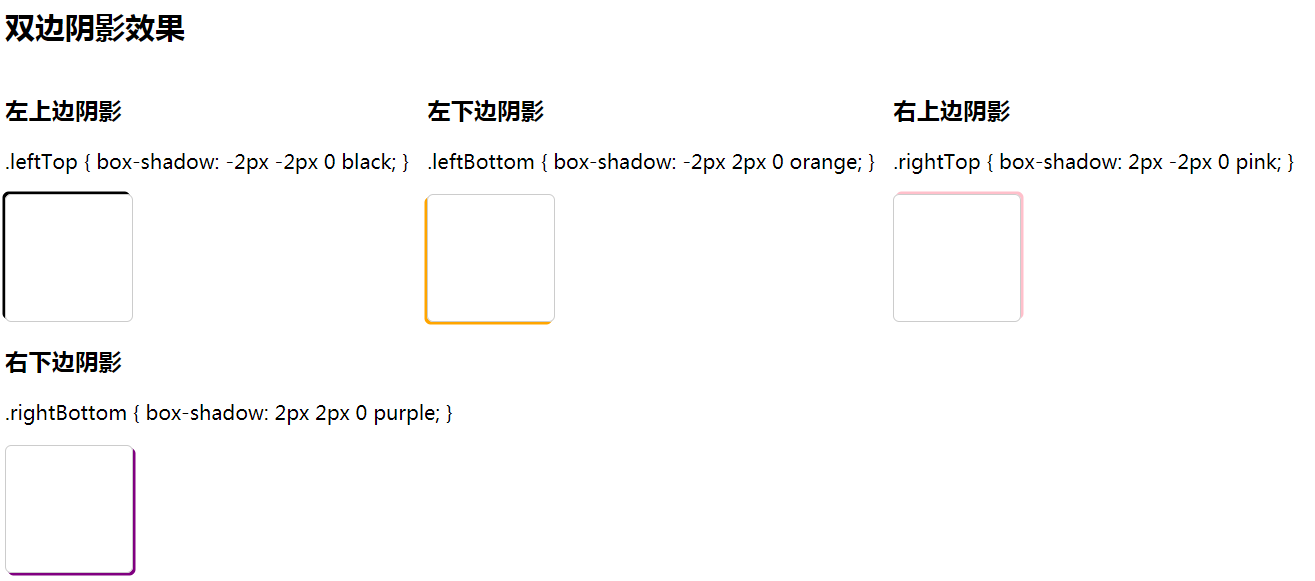 双边阴影效果
左上边阴影
.leftTop { box-shadow: -2px -2px 0 black; }
左下边阴影
.leftBottom { box-shadow: -2px 2px 0 orange; }
右上边阴影
.rightTop { box-shadow: 2px -2px 0 pink; }
右下边阴影
.rightBottom { box-shadow: 2px 2px 0 purple; }